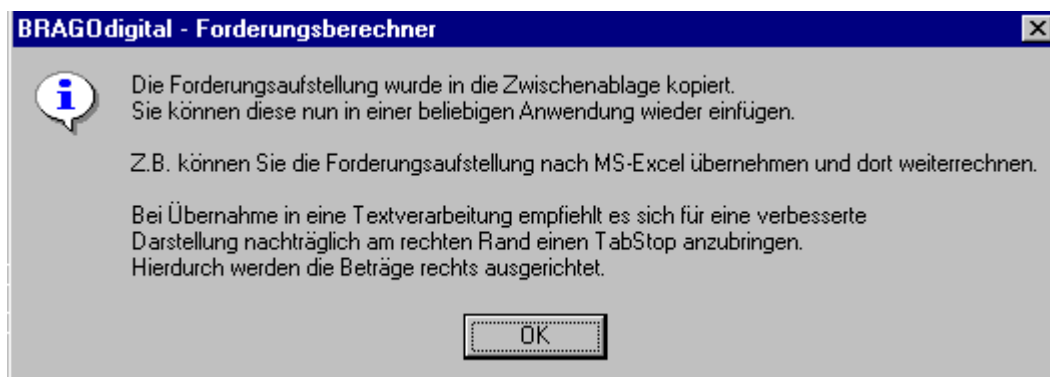 BRAGOdigital - Forderungsberechner
Die Forderungsaufstellung wurde in die Zwischenablage kopiert.
Sie können diese nun in einer beliebigen Anwendung wieder einfügen.
Z.B. können Sie die Forderungsaufstellung nach MS-Excel übernehmen und dort weiterrechnen.
Bei Übernahme in eine Textverarbeitung empfiehlt es sich für eine verbesserte
Darstellung nachträglich am rechten Rand einen TabStop anzubringen.
Hierdurch werden die Beträge rechts ausgerichtet.
OK